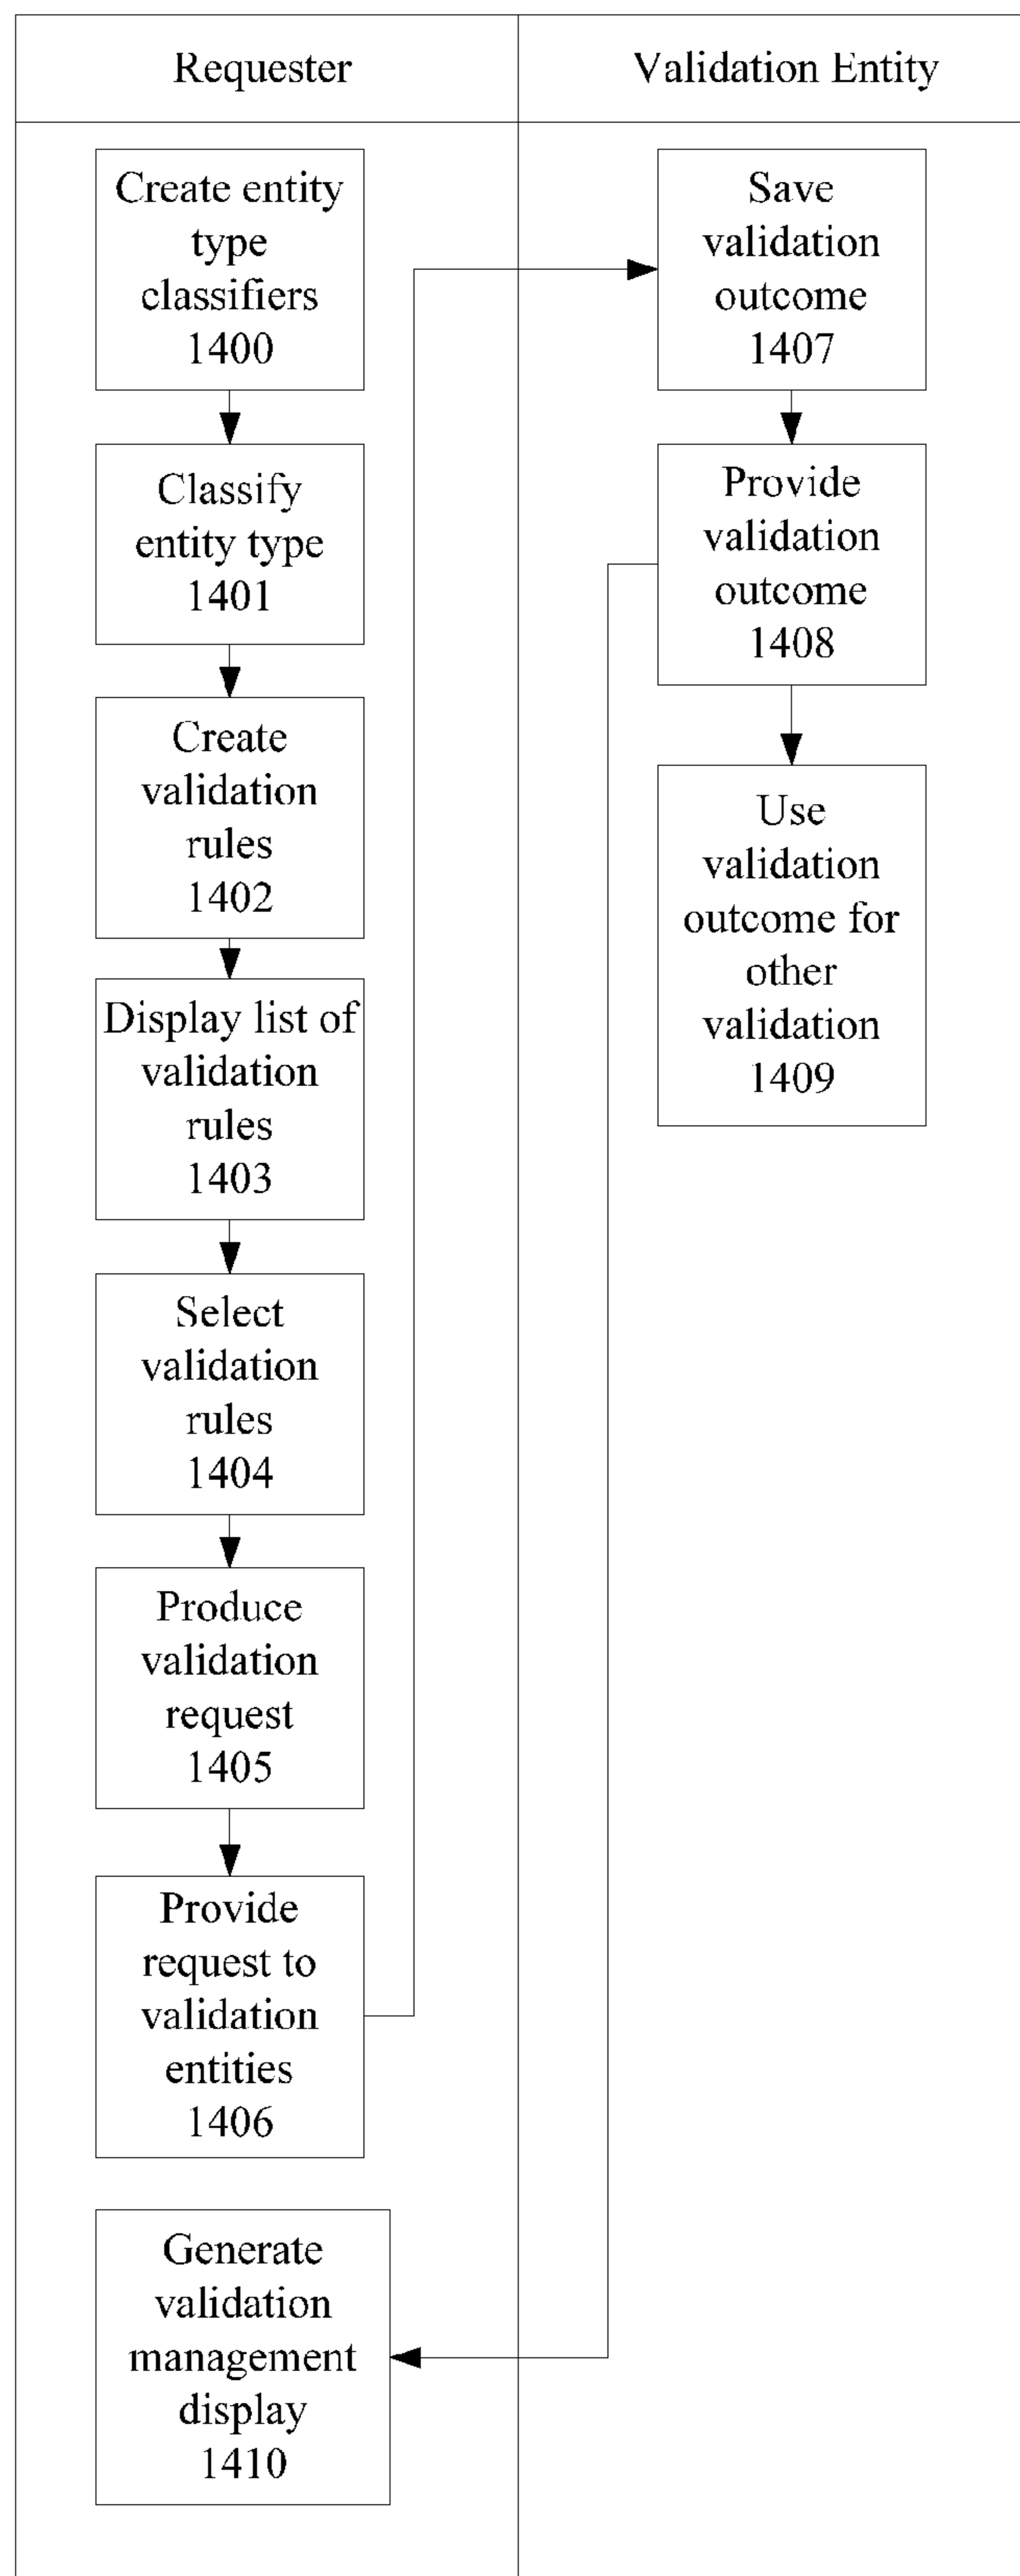 Requester
Validation Entity
Create entity
type
classifiers
1400
Classify
entity type
1401
Create
validation
rules
1402
Display list of
validation
rules
1403
Select
validation
rules
1404
Produce
validation
request
1405
Provide
request to
validation
entities
1406
Generate
validation
management
display
1410
Save
validation
outcome
1407
Provide
validation
outcome
1408
Use
validation
outcome for
other
validation
1409